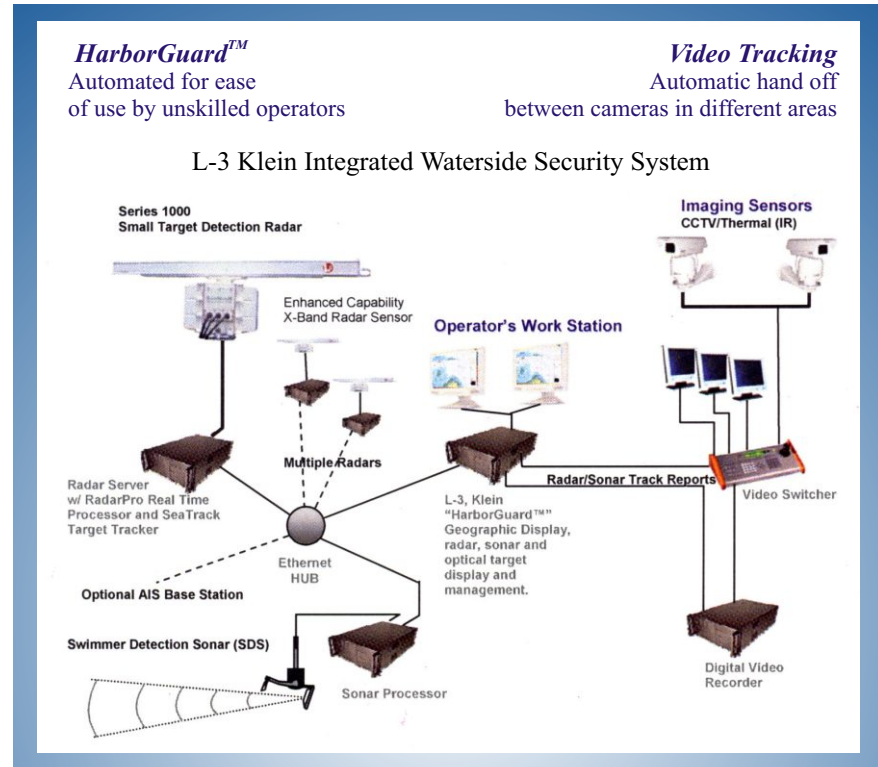 HarborGuard™
Automated for ease
of use by unskilled operators
Video Tracking
Automatic hand off
between cameras in different areas
L-3 Klein Integrated Waterside Security System
Series 1000
Small Target Detection Radar
Imaging Sensors
CCTV/Thermal (IR)
Enhanced Capability
X-Band Radar Sensor
Operator's Work Station
Multiple Radars
Radar Server
w/ RadarPro Real Time
Processor and SeaTrack
Target Tracker
Radar/Sonar Track Reports
Video Switcher
L-3, Klein
“HarborGuard™”
Geographic Display,
radar, sonar and
optical target
display and
management.
Ethernet
HUB
Optional AIS Base Station
Swimmer Detection Sonar (SDS)
Sonar Processor
Digital Video
Recorder